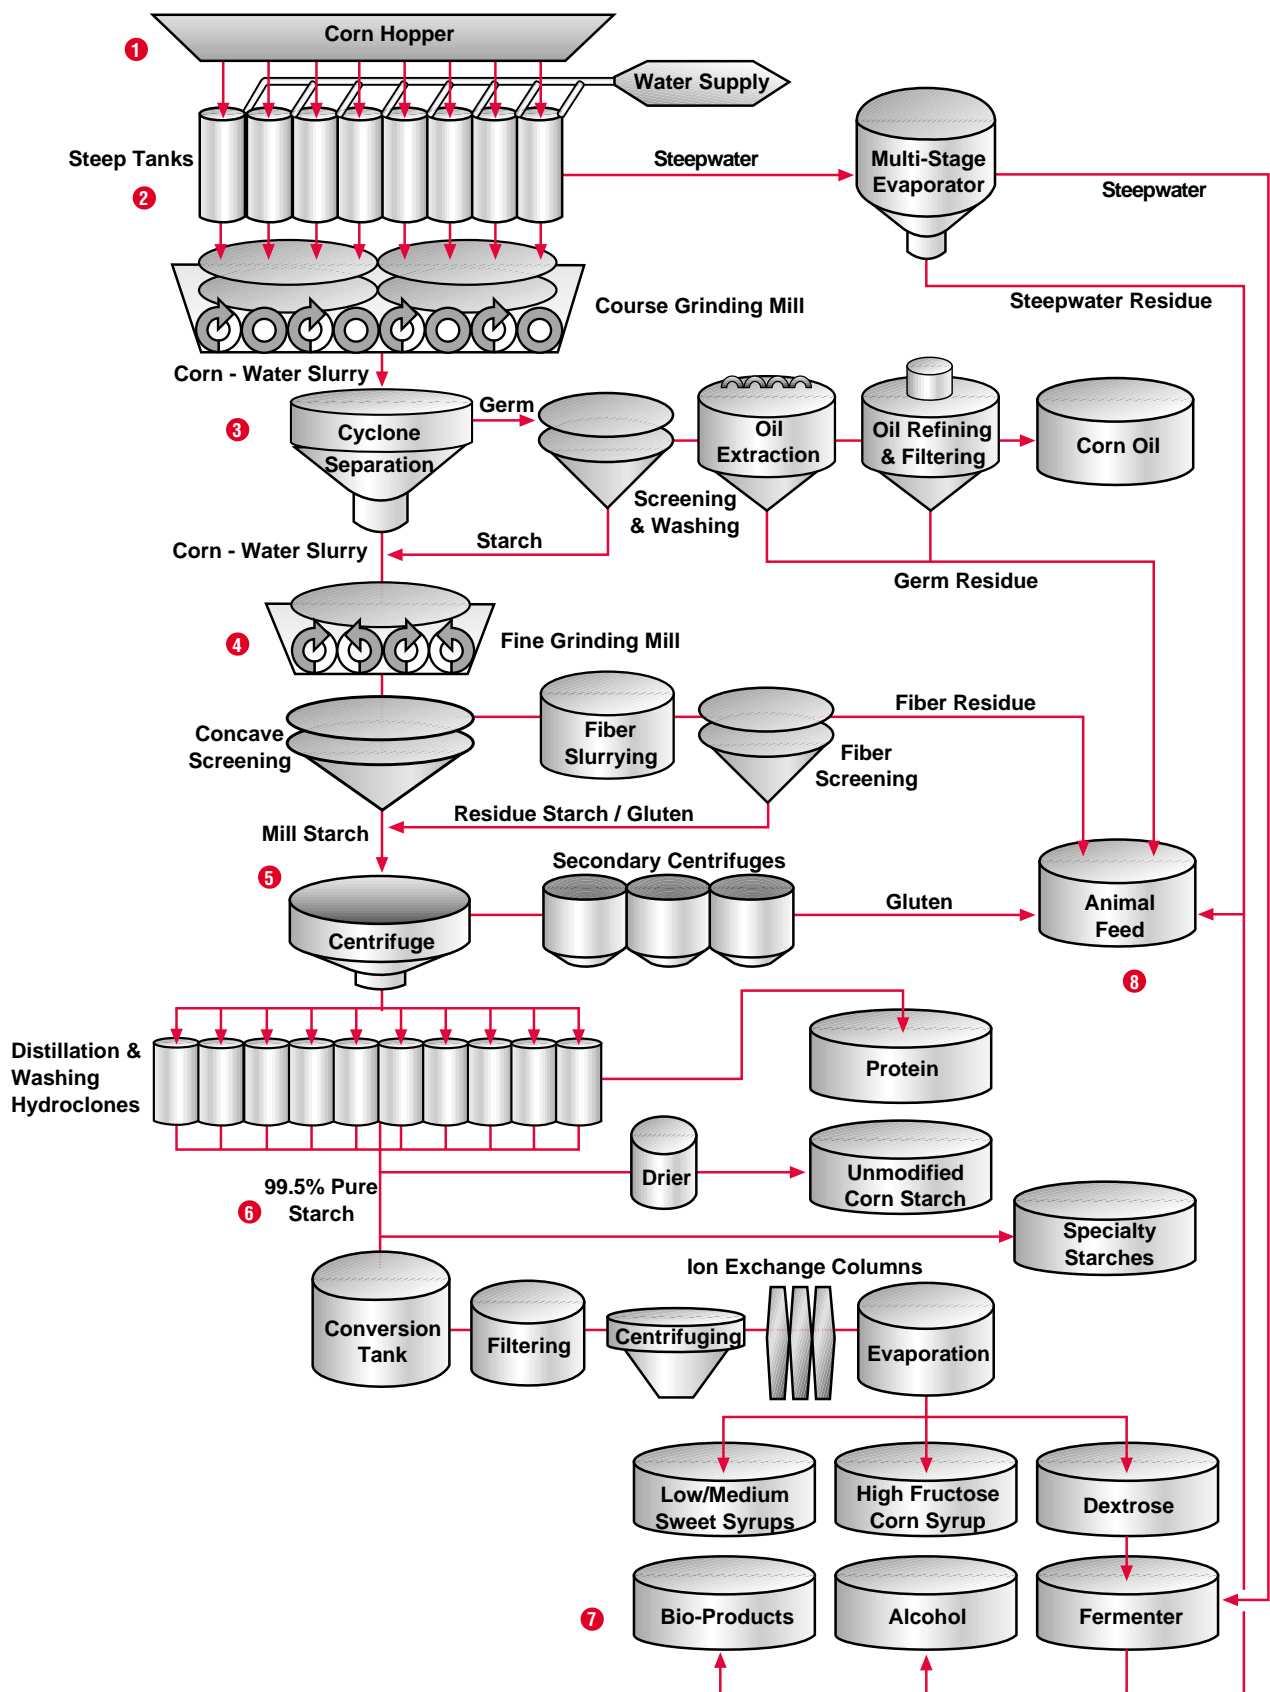 Corn Hopper
1
Water Supply
Steep Tanks
2
Steepwater
Multi-Stage
Evaporator
Steepwater
Steepwater Residue
Course Grinding Mill
Corn - Water Slurry
3
Cyclone
Separation
Germ
Screening
& Washing
Oil
Extraction
Oil Refining
& Filtering
Corn Oil
Starch
Corn - Water Slurry
Germ Residue
4
Fine Grinding Mill
Concave
Screening
Fiber
Slurrying
Fiber
Screening
Fiber Residue
Residue Starch / Gluten
Mill Starch
5
Centrifuge
Secondary Centrifuges
Gluten
Animal
Feed
8
Distillation &
Washing
Hydroclones
Protein
Drier
Unmodified
Corn Starch
99.5% Pure
Starch
6
Specialty
Starches
Conversion
Tank
Filtering
Centrifuging
Ion Exchange Columns
Evaporation
Low/Medium
Sweet Syrups
High Fructose
Corn Syrup
Dextrose
7
Bio-Products
Alcohol
Fermenter